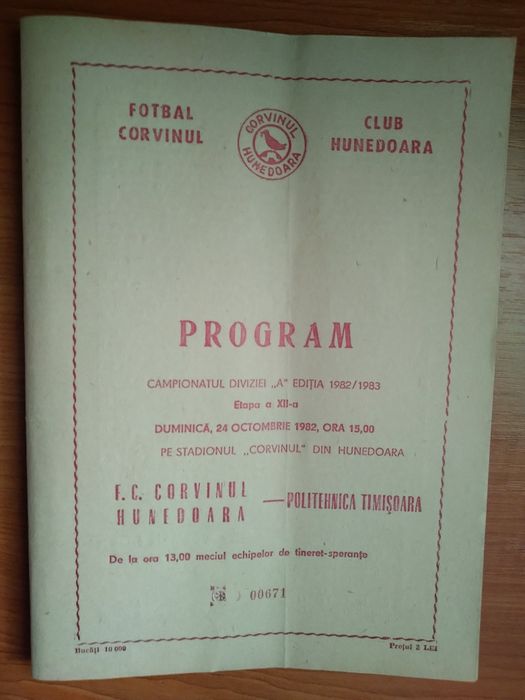 FOTBAL CLUB
CORVINUL HUNEDOARA
CORVINUL
HUNEDOARA
PROGRAM
CAMPIONATUL DIVIZIEI „A" EDIȚIA 1982/1983
Etapa a XII-a
DUMINICĂ, 24 OCTOMBRIE 1982, ORA 15,00
PE STADIONUL „CORVINUL" DIN HUNEDOARA
F.C. CORVINUL
HUNEDOARA — POLITEHNICA TIMIȘOARA
De la ora 13,00 meciul echipelor de tineret-speranțe
00671
Bucăți 10 000 Prețul 2 LEI